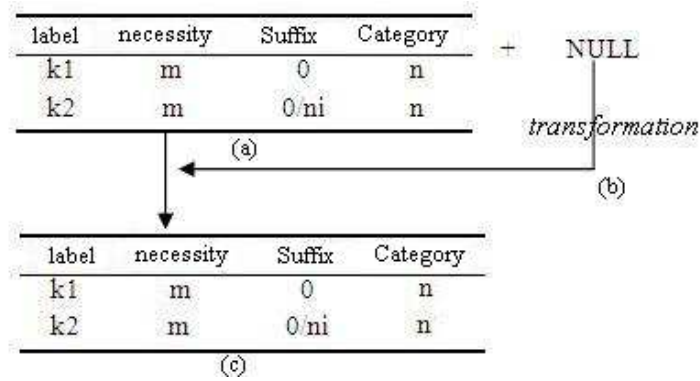 label necessity Suffix Category
k1 m 0 n
k2 m 0/ni n
(a)
+ NULL
transformation
(b)
label necessity Suffix Category
k1 m 0 n
k2 m 0/ni n
(c)